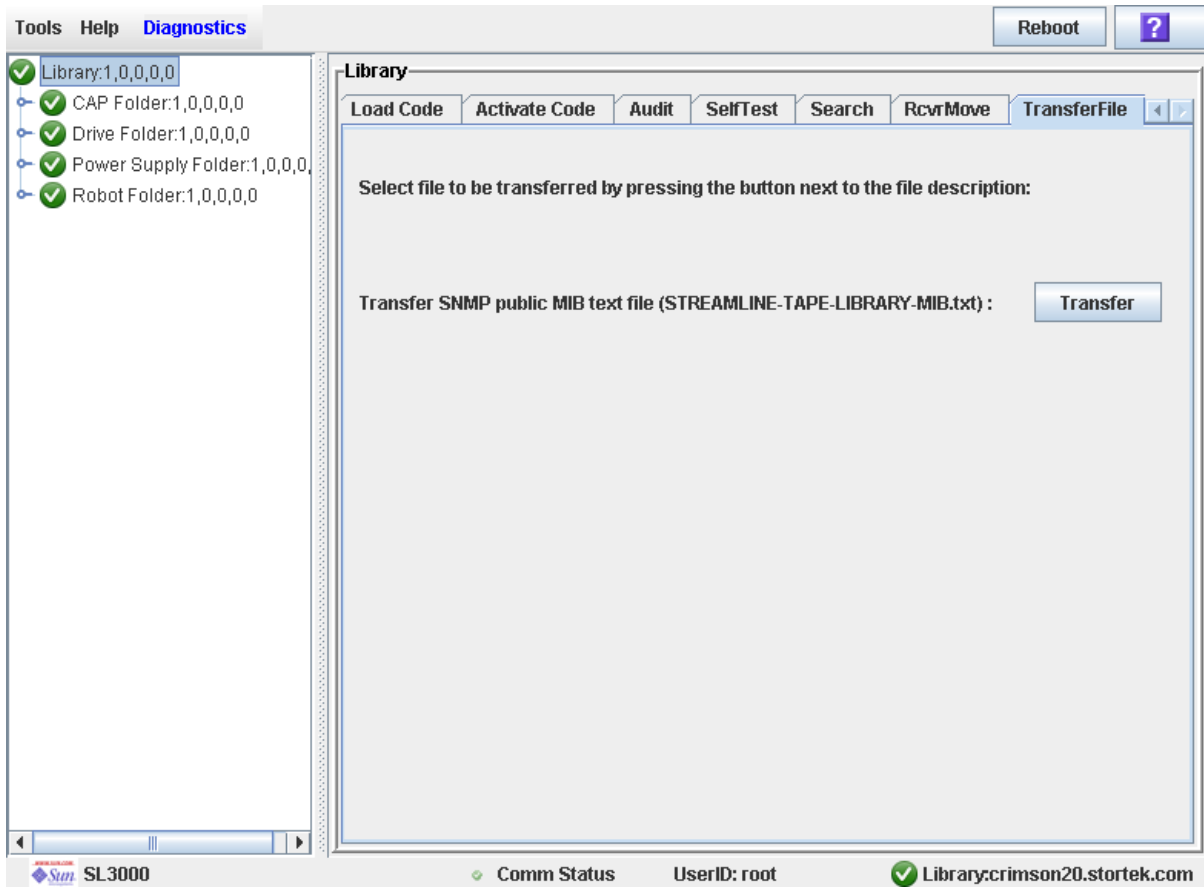 Tools Help Diagnostics
Reboot
?
Library:1,0,0,0,0
CAP Folder:1,0,0,0,0
Drive Folder:1,0,0,0,0
Power Supply Folder:1,0,0,0,
Robot Folder:1,0,0,0,0
Library
Load Code Activate Code Audit SelfTest Search RcvrMove TransferFile
Select file to be transferred by pressing the button next to the file description:
Transfer SNMP public MIB text file (STREAMLINE-TAPE-LIBRARY-MIB.txt) :
Transfer
Sun SL3000 Comm Status UserID: root Library:crimson20.stortek.com